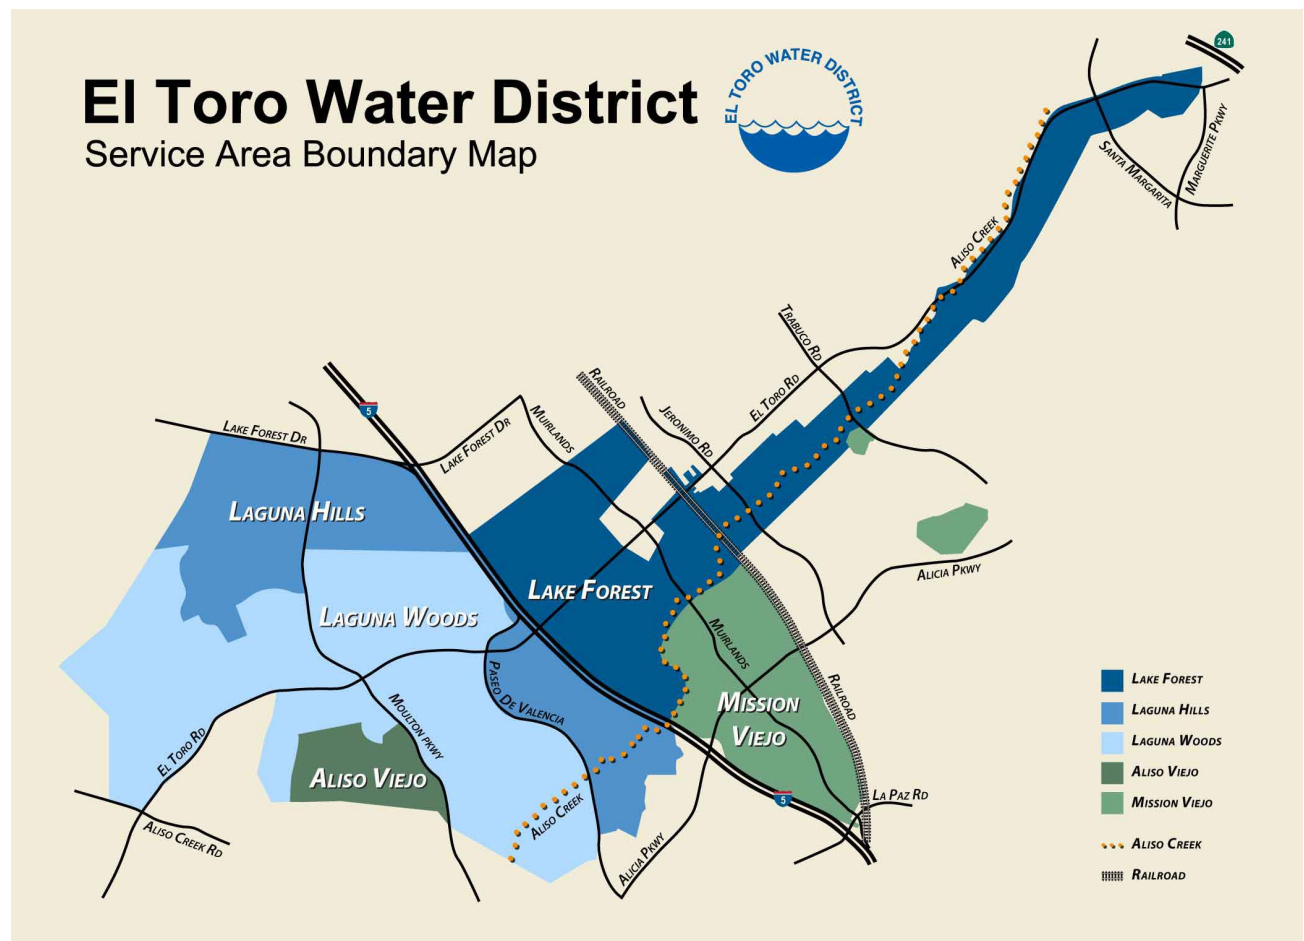 El Toro Water District
Service Area Boundary Map
EL TORO WATER DISTRICT
241
SANTA MARGARITA
MARGUERITE PKWY
ALISO CREEK
TRABUCO RD
EL TORO RD
RAILROAD
JERONIMO RD
5
LAKE FOREST DR
LAKE FOREST DR
MUIRLANDS
LAGUNA HILLS
ALICIA PKWY
LAKE FOREST
LAGUNA WOODS
MUIRLANDS
PASEO DE VALENCIA
RAILROAD
MISSION
VIEJO
MOULTON PKWY
EL TORO RD
ALISO VIEJO
ALISO CREEK
5
LA PAZ RD
ALISO CREEK RD
ALICIA PKWY
LAKE FOREST
LAGUNA HILLS
LAGUNA WOODS
ALISO VIEJO
MISSION VIEJO
ALISO CREEK
RAILROAD